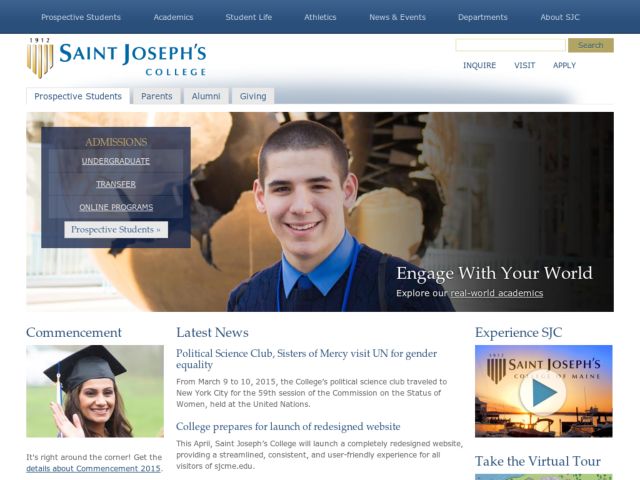 Prospective Students Academics Student Life Athletics News & Events Departments About SJC
1912
SAINT JOSEPH'S
COLLEGE
Search
INQUIRE VISIT APPLY
Prospective Students Parents Alumni Giving
ADMISSIONS
UNDERGRADUATE
TRANSFER
ONLINE PROGRAMS
Prospective Students »
Engage With Your World
Explore our real-world academics
Commencement
It's right around the corner! Get the
details about Commencement 2015.
Latest News
Political Science Club, Sisters of Mercy visit UN for gender
equality
From March 9 to 10, 2015, the College's political science club traveled to
New York City for the 59th session of the Commission on the Status of
Women, held at the United Nations.
College prepares for launch of redesigned website
This April, Saint Joseph's College will launch a completely redesigned website,
providing a streamlined, consistent, and user-friendly experience for all
visitors of sjcme.edu.
Experience SJC
1912
SAINT JOSEPH'S
COLLEGE OF MAINE
Take the Virtual Tour